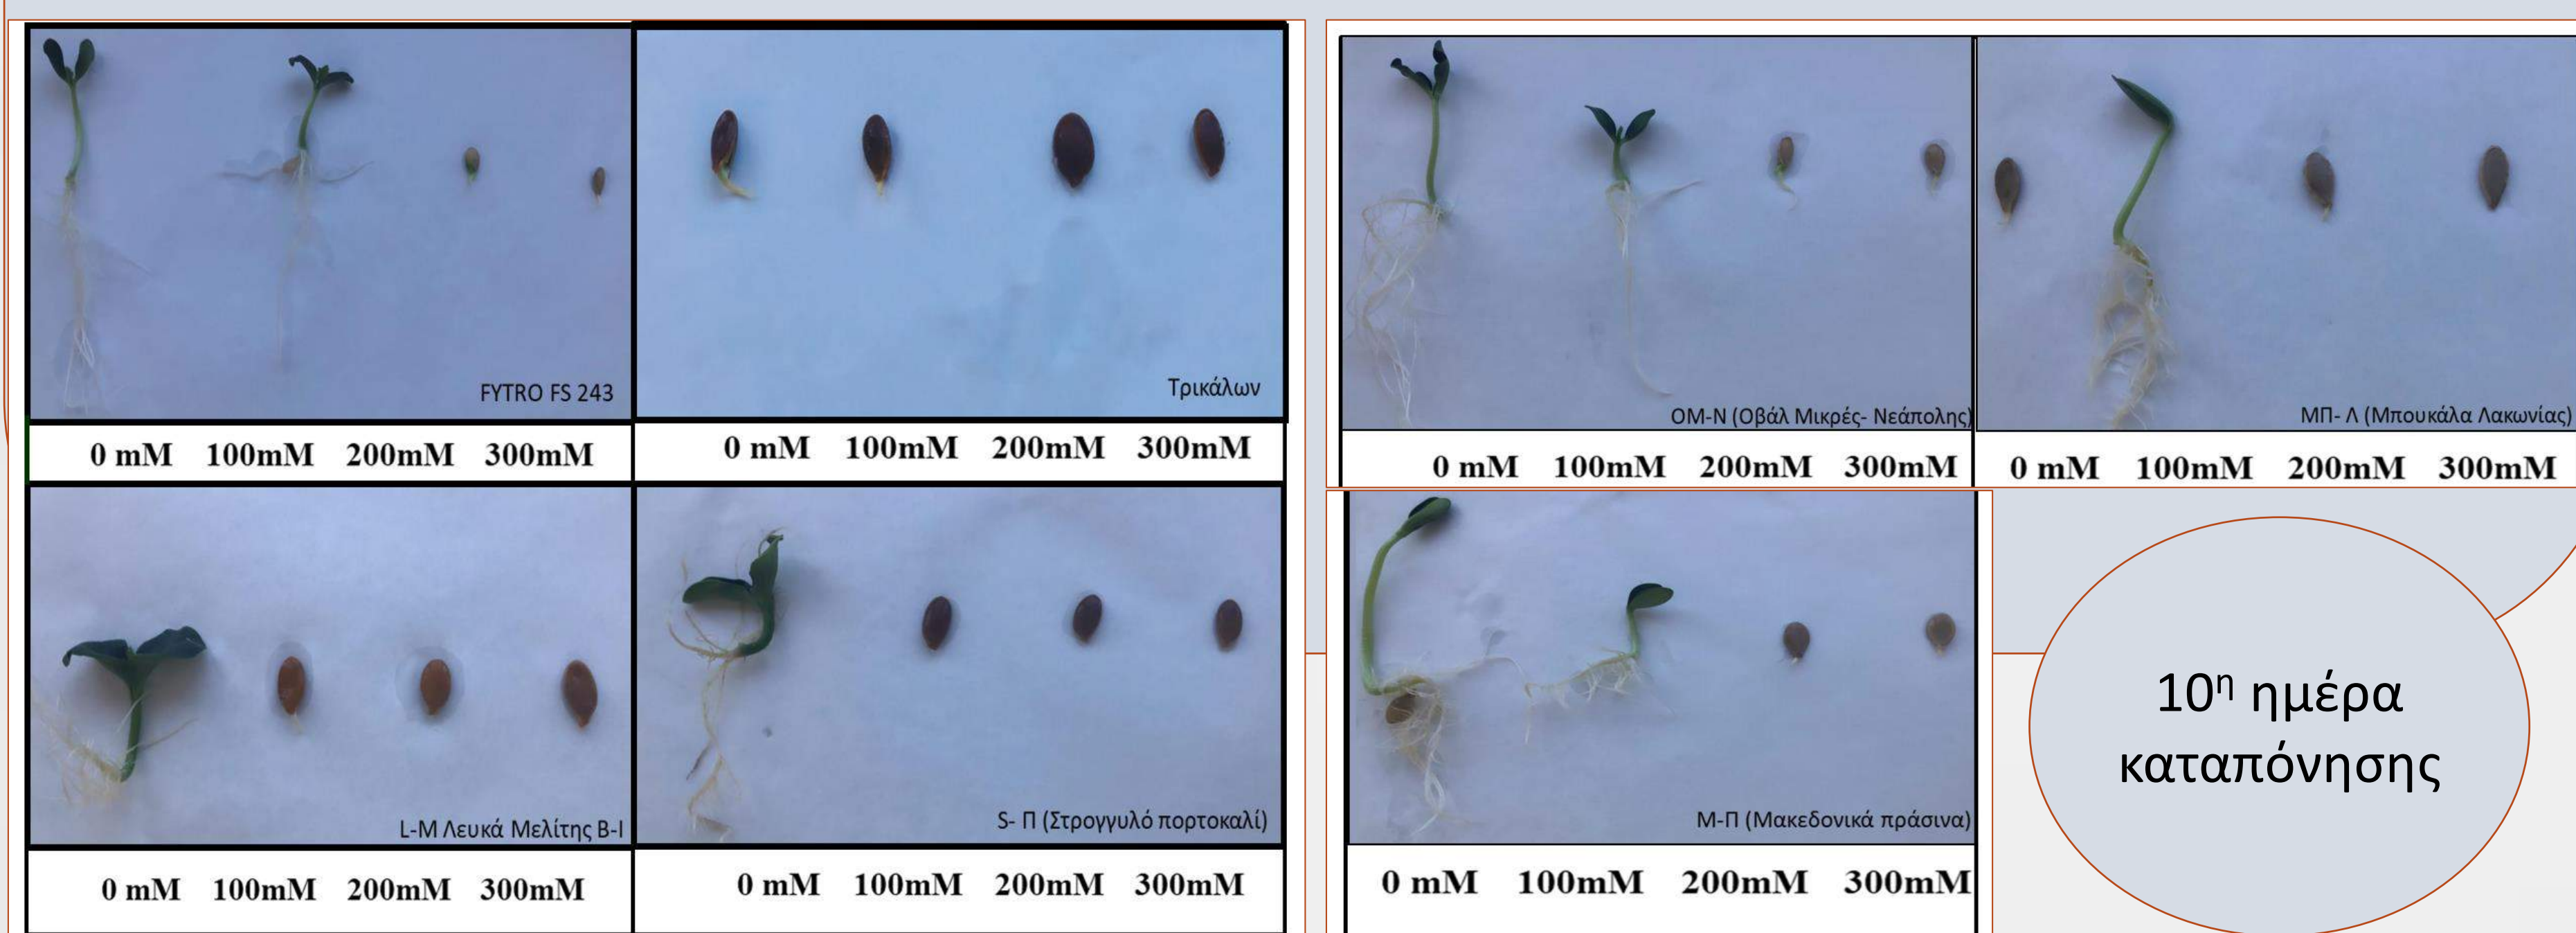 FYTRO FS 243
Τρικάλων
0 mM 100mM 200mM 300mM
0 mM 100mM 200mM 300mM
L-M Λευκά Μελίτης Β-Ι
S- Π (Στρογγυλό πορτοκαλί)
0 mM 100mM 200mM 300mM
0 mM 100mM 200mM 300mM
ΟΜ-Ν (Οβάλ Μικρές- Νεάπολης)
ΜΠ- Λ (Μπουκάλα Λακωνίας)
0 mM 100mM 200mM 300mM
0 mM 100mM 200mM 300mM
Μ-Π (Μακεδονικά πράσινα)
0 mM 100mM 200mM 300mM
10η ημέρα
καταπόνησης